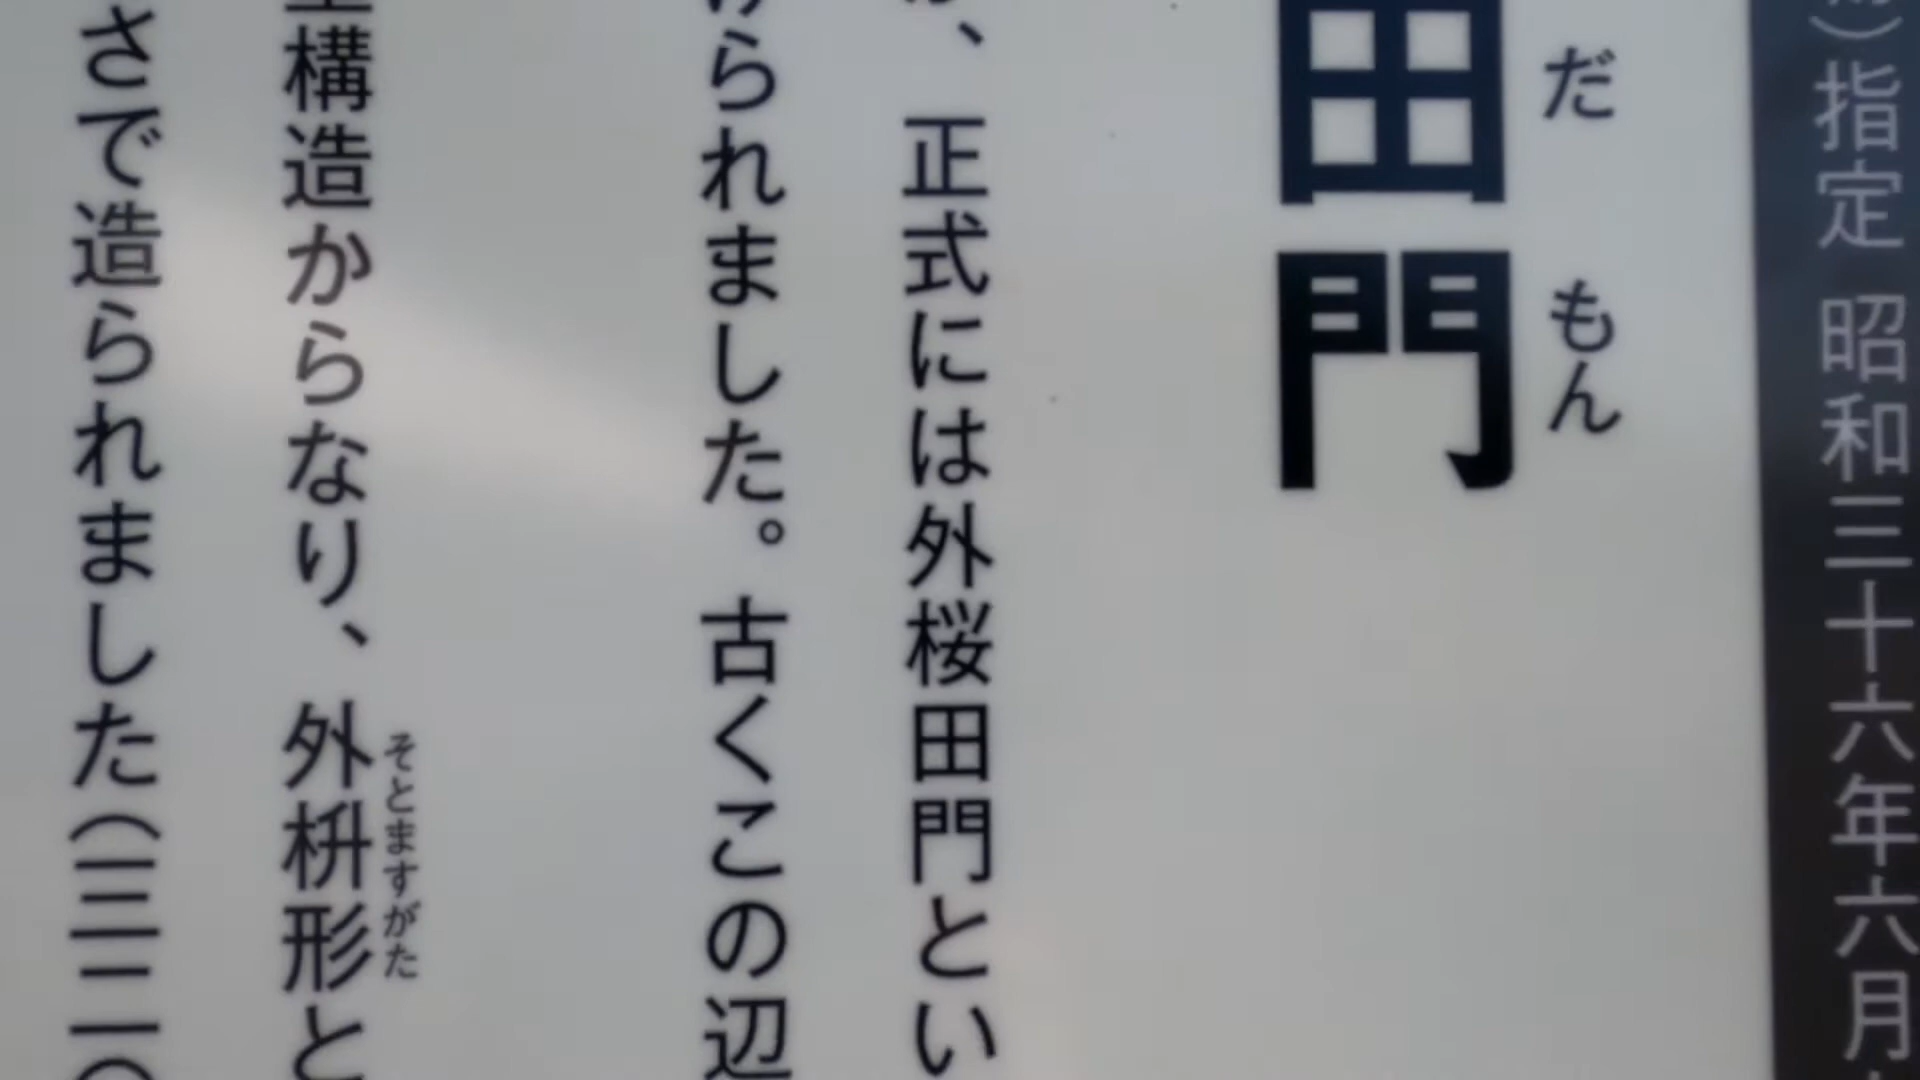 ）指定 昭和三十六年六月
だもん
田門
、正式には外桜田門とい
られました。古くこの辺
構造からなり、外枡形と
そとますがた
さで造られました（三二一